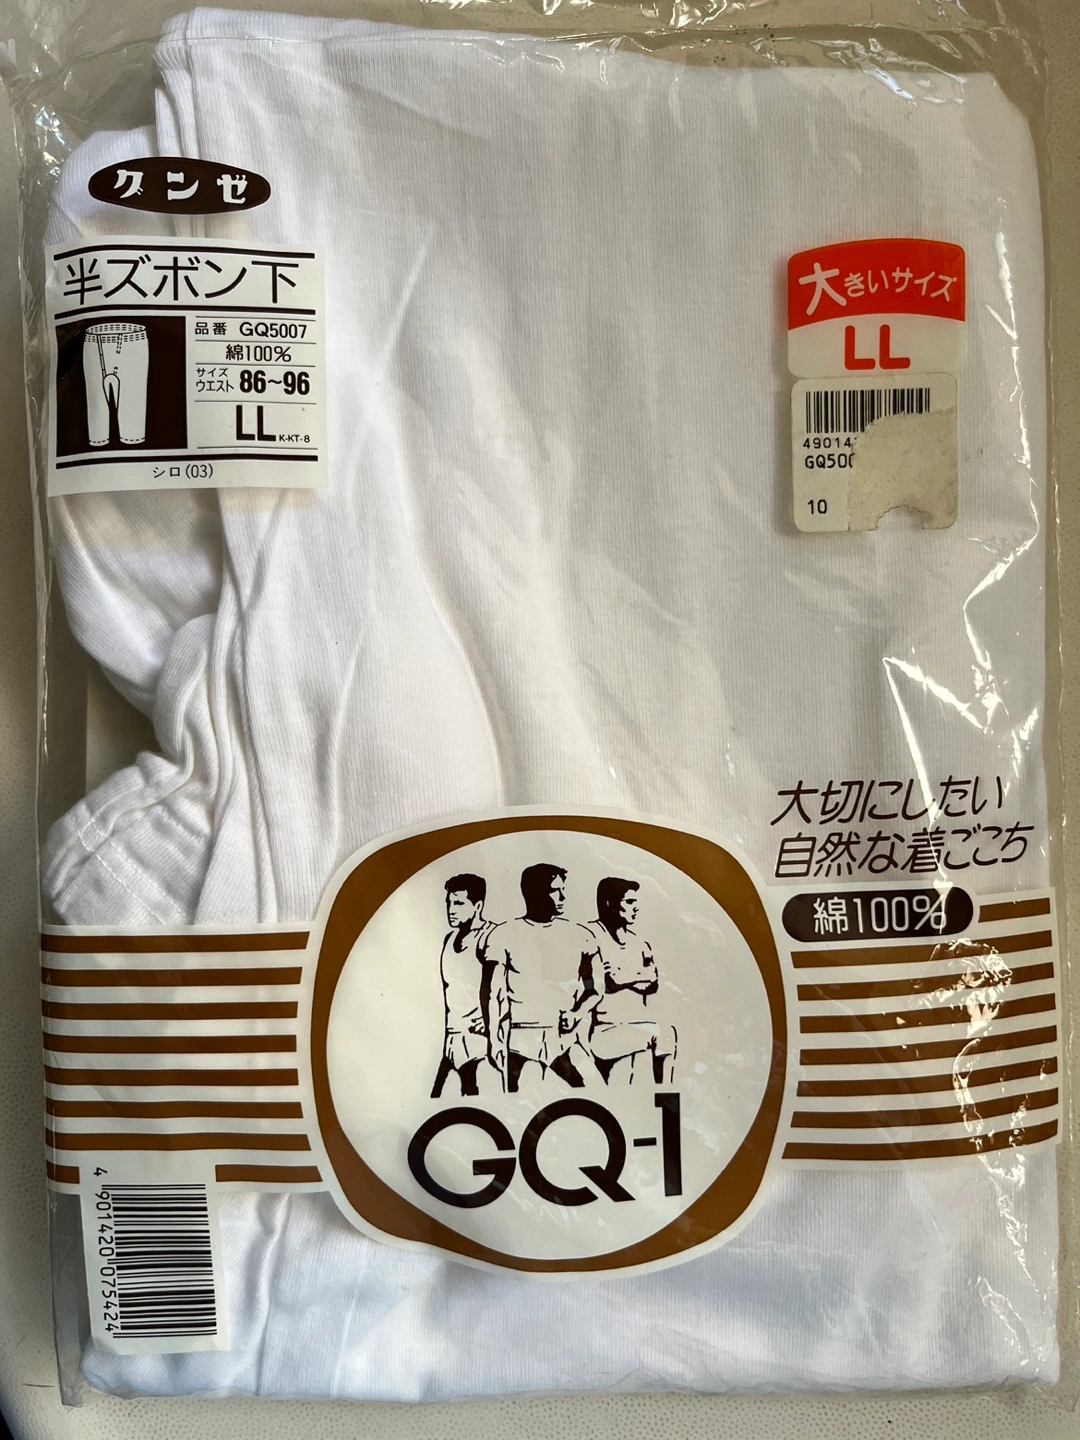 グンゼ
半ズボン下
品番 GQ5007
綿100%
サイズ
ウエスト 86~96
LL K-KT-8
シロ(03)
大きいサイズ
LL
GQ500
10
大切にしたい
自然な着ごこち
綿100%
GQ-1
4 901420 075424